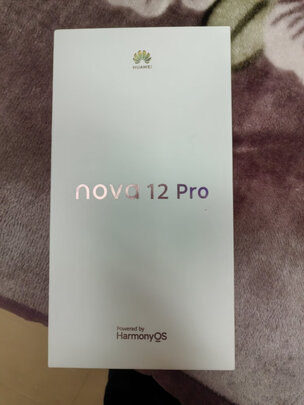 HUAWEI
nova 12 Pro
Powered by
HarmonyOS